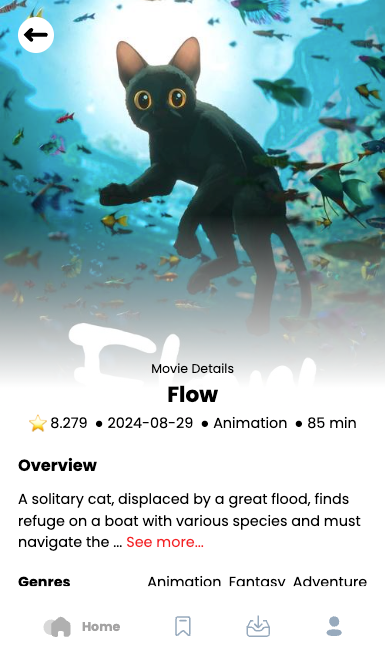 Flow
Movie Details
Flow
8.279 ● 2024-08-29 ● Animation ● 85 min
Overview
A solitary cat, displaced by a great flood, finds
refuge on a boat with various species and must
navigate the ... See more...
Genres Animation Fantasy Adventure
Home